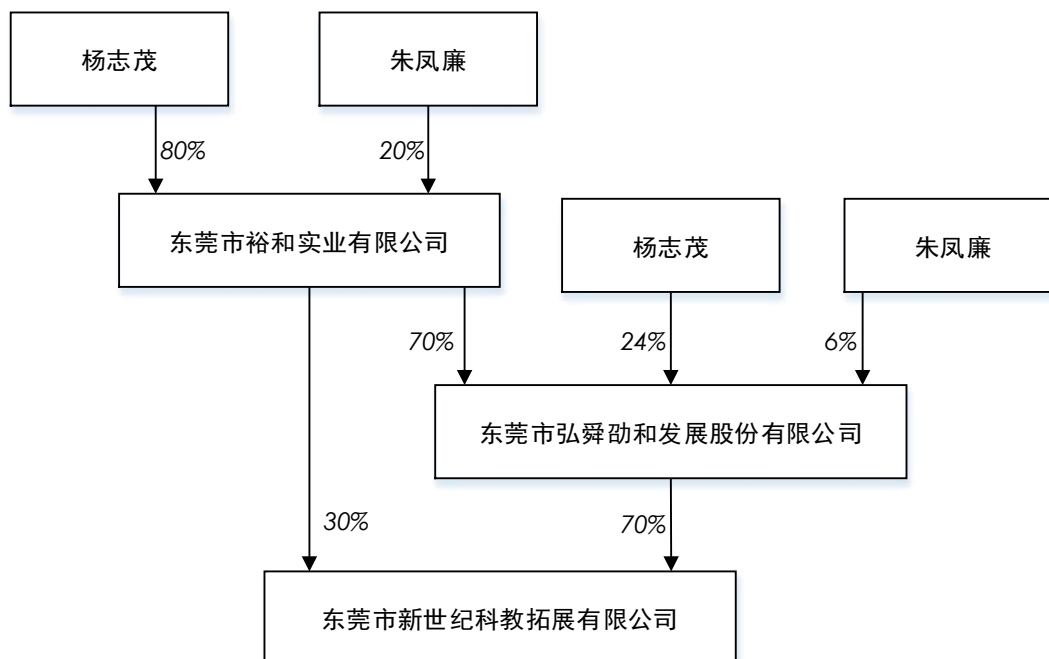 杨志茂
朱凤廉
80%
20%
东莞市裕和实业有限公司
杨志茂
朱凤廉
70%
24%
6%
东莞市弘舜劭和发展股份有限公司
30%
70%
东莞市新世纪科教拓展有限公司